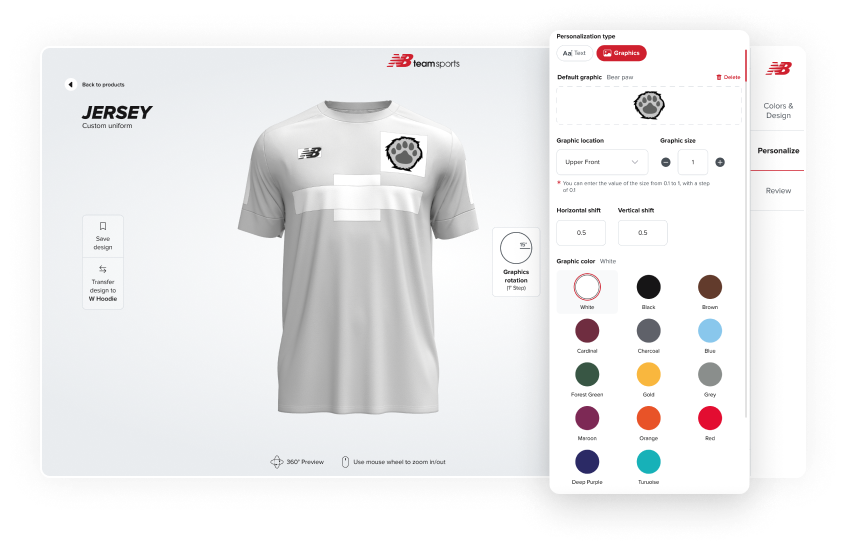 NB teamsports
Back to products
JERSEY
Custom uniform
NB
Save
design
Transfer
design to
W Hoodie
15°
Graphics
rotation
(1° Step)
360° Preview
Use mouse wheel to zoom in/out
Personalization type
Aa| Text
Graphics
Default graphic Bear paw
Delete
Graphic location
Graphic size
Upper Front
1
* You can enter the value of the size from 0.1 to 1, with a step
of 0.1
Horizontal shift
Vertical shift
0.5
0.5
Graphic color White
White
Black
Brown
Cardinal
Charcoal
Blue
Forest Green
Gold
Grey
Maroon
Orange
Red
Deep Purple
Turuoise
NB
Colors &
Design
Personalize
Review